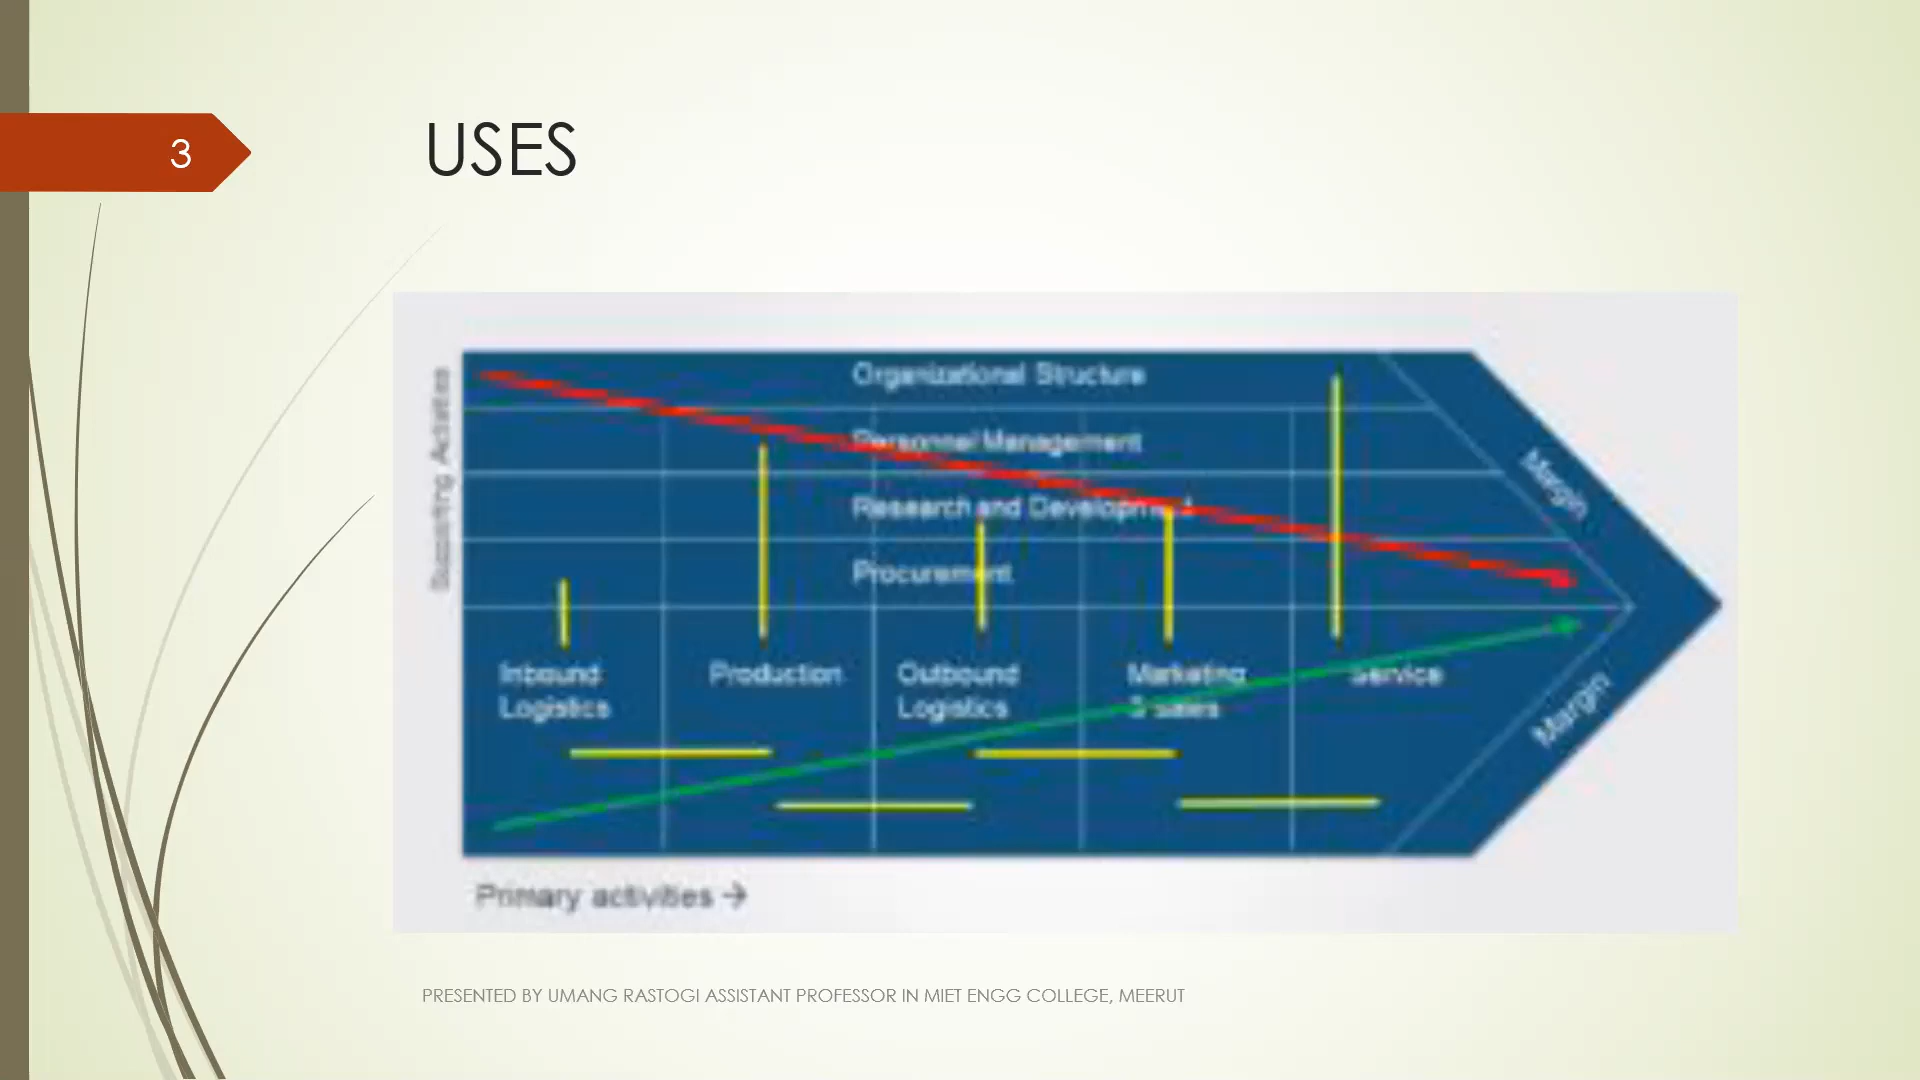 3
USES
Supporting Activities
Organizational Structure
Personnel Management
Research and Development
Procurement
Margin
Inbound
Logistics
Production
Outbound
Logistics
Marketing
& sales
Service
Margin
Primary activities →
PRESENTED BY UMANG RASTOGI ASSISTANT PROFESSOR IN MIET ENGG COLLEGE, MEERUT